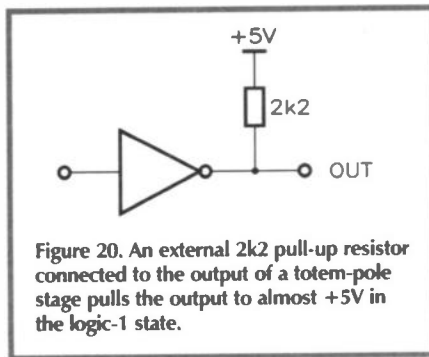 +5V
2k2
OUT
Figure 20. An external 2k2 pull-up resistor
connected to the output of a totem-pole
stage pulls the output to almost +5V in
the logic-1 state.